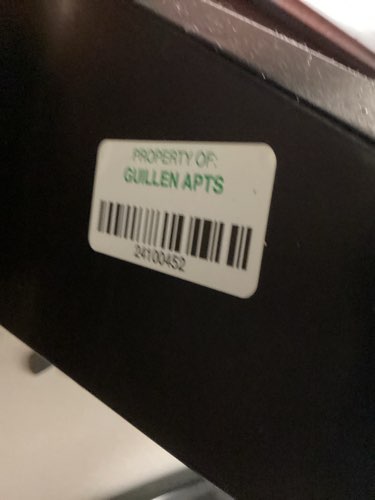 PROPERTY OF:
GUILLEN APTS
24100452